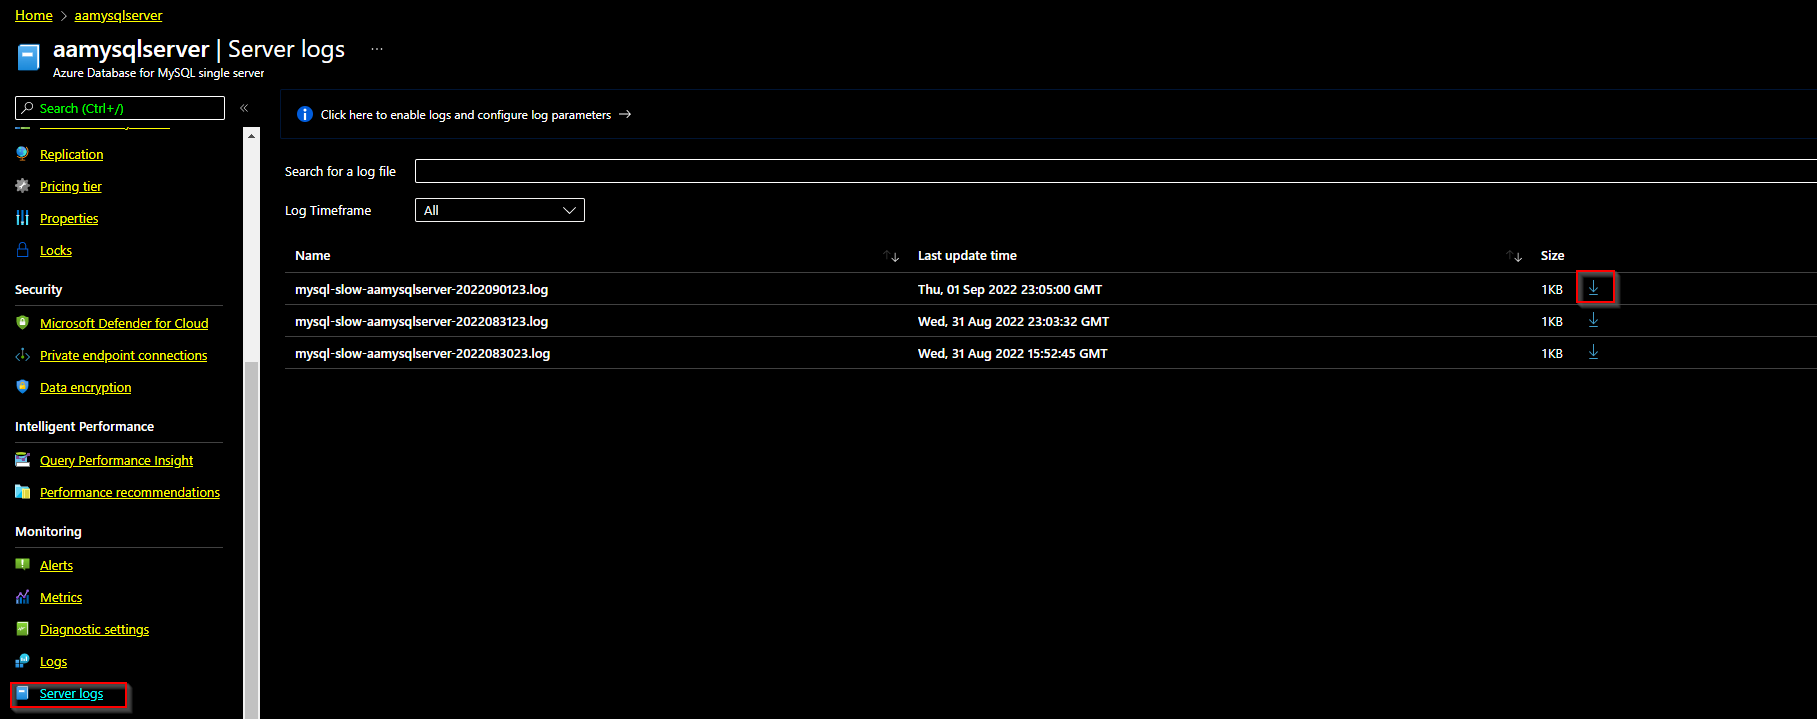 Home > aamysqlserver
aamysqlserver | Server logs ...
Azure Database for MySQL single server
Search (Ctrl+/)
«
Replication
Pricing tier
Properties
Locks
Security
Microsoft Defender for Cloud
Private endpoint connections
Data encryption
Intelligent Performance
Query Performance Insight
Performance recommendations
Monitoring
Alerts
Metrics
Diagnostic settings
Logs
Server logs
Click here to enable logs and configure log parameters →
Search for a log file
Log Timeframe All
Name Last update time Size
mysql-slow-aamysqlserver-2022090123.log Thu, 01 Sep 2022 23:05:00 GMT 1KB
mysql-slow-aamysqlserver-2022083123.log Wed, 31 Aug 2022 23:03:32 GMT 1KB
mysql-slow-aamysqlserver-2022083023.log Wed, 31 Aug 2022 15:52:45 GMT 1KB